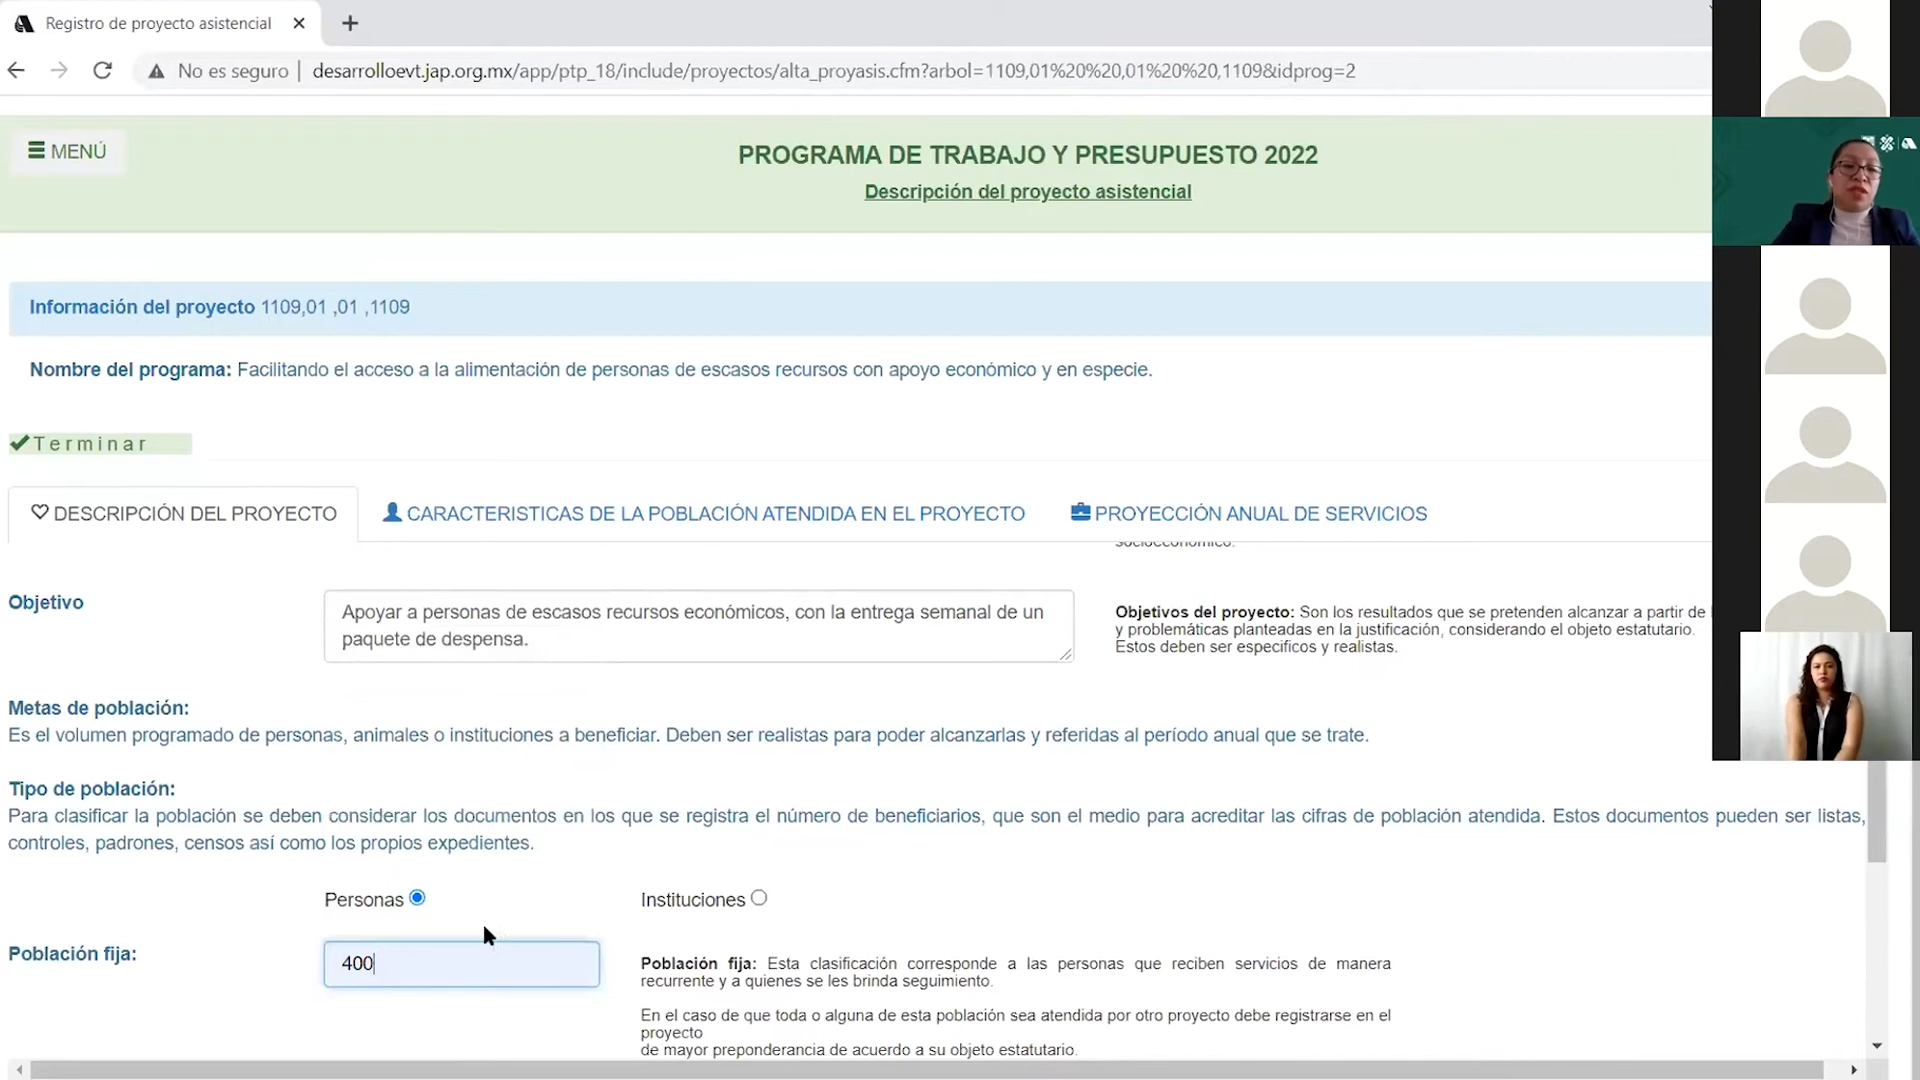 Registro de proyecto asistencial
No es seguro
desarrolloevt.jap.org.mx/app/ptp_18/include/proyectos/alta_proyasis.cfm?arbol=1109,01%20%20,01%20%20,1109&idprog=2
MENÚ
PROGRAMA DE TRABAJO Y PRESUPUESTO 2022
Descripción del proyecto asistencial
Información del proyecto 1109,01 ,01 ,1109
Nombre del programa: Facilitando el acceso a la alimentación de personas de escasos recursos con apoyo económico y en especie.
Terminar
DESCRIPCIÓN DEL PROYECTO
CARACTERISTICAS DE LA POBLACIÓN ATENDIDA EN EL PROYECTO
PROYECCIÓN ANUAL DE SERVICIOS
socioeconómico.
Objetivo
Apoyar a personas de escasos recursos económicos, con la entrega semanal de un
paquete de despensa.
Objetivos del proyecto: Son los resultados que se pretenden alcanzar a partir de
y problemáticas planteadas en la justificación, considerando el objeto estatutario.
Estos deben ser especificos y realistas.
Metas de población:
Es el volumen programado de personas, animales o instituciones a beneficiar. Deben ser realistas para poder alcanzarlas y referidas al período anual que se trate.
Tipo de población:
Para clasificar la población se deben considerar los documentos en los que se registra el número de beneficiarios, que son el medio para acreditar las cifras de población atendida. Estos documentos pueden ser listas,
controles, padrones, censos así como los propios expedientes.
Personas
Instituciones
Población fija:
400
Población fija: Esta clasificación corresponde a las personas que reciben servicios de manera
recurrente y a quienes se les brinda seguimiento.
En el caso de que toda o alguna de esta población sea atendida por otro proyecto debe registrarse en el
proyecto
de mayor preponderancia de acuerdo a su objeto estatutario.